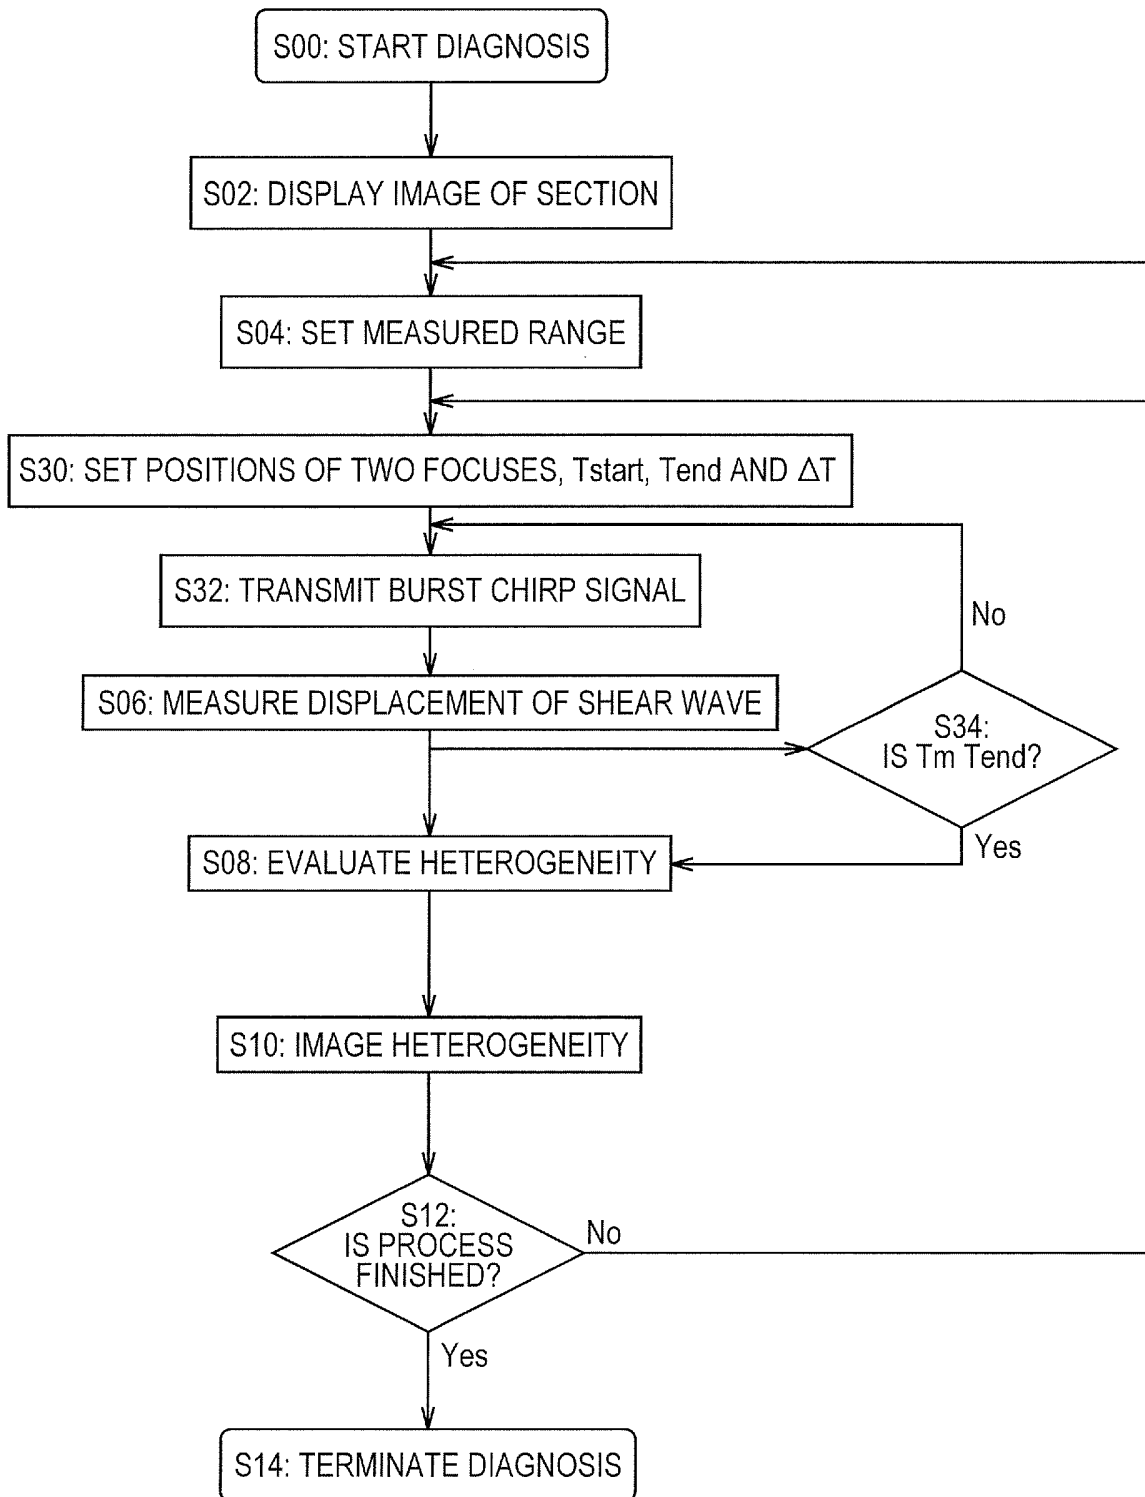 S00: START DIAGNOSIS
S02: DISPLAY IMAGE OF SECTION
S04: SET MEASURED RANGE
S30: SET POSITIONS OF TWO FOCUSES, Tstart, Tend AND ΔT
S32: TRANSMIT BURST CHIRP SIGNAL
No
S06: MEASURE DISPLACEMENT OF SHEAR WAVE
S34:
IS Tm Tend?
Yes
S08: EVALUATE HETEROGENEITY
S10: IMAGE HETEROGENEITY
S12:
IS PROCESS
FINISHED?
No
Yes
S14: TERMINATE DIAGNOSIS